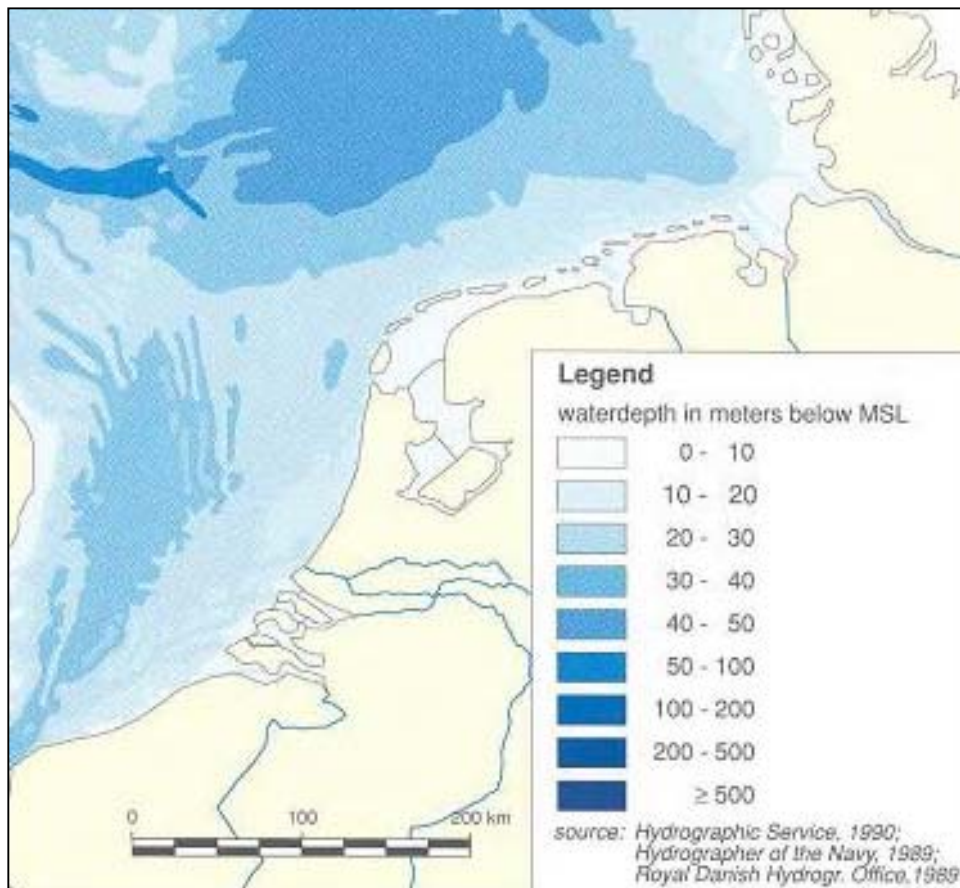 Legend
waterdepth in meters below MSL
0 - 10
10 - 20
20 - 30
30 - 40
40 - 50
50 - 100
100 - 200
200 - 500
≥ 500
0 100 200 km
source: Hydrographic Service, 1990;
Hydrographer of the Navy, 1989;
Royal Danish Hydrogr. Office, 1989